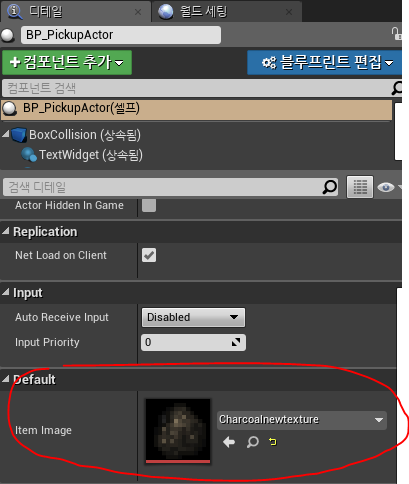 디테일
월드 세팅
BP_PickupActor
+컴포넌트 추가
블루프린트 편집
컴포넌트 검색
BP_PickupActor(셀프)
BoxCollision (상속됨)
TextWidget (상속됨)
검색 디테일
Actor Hidden In Game
Replication
Net Load on Client
Input
Auto Receive Input
Disabled
Input Priority
0
Default
Item Image
Charcoalnewtexture